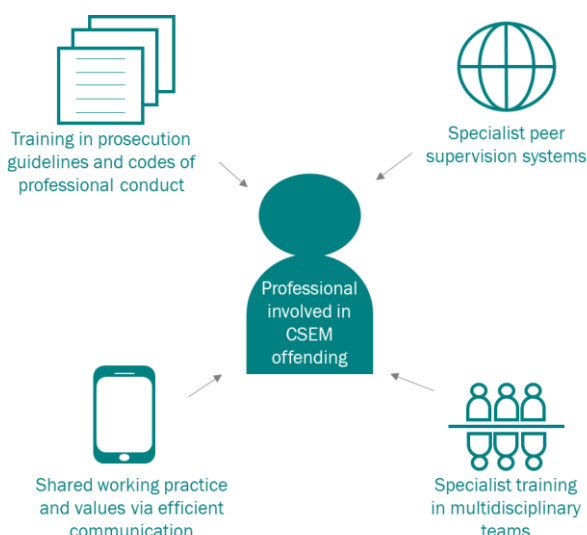 Training in prosecution
guidelines and codes of
professional conduct
Specialist peer
supervision systems
Professional
involved in
CSEM
offending
Shared working practice
and values via efficient
communication
Specialist training
in multidisciplinary
teams